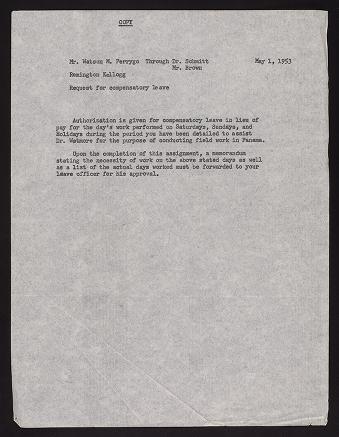 COPY
Mr. Watson M. Perrygo Through Dr. Schmitt May 1, 1953
Mr. Brown
Remington Kellogg
Request for compensatory leave
Authorization is given for compensatory leave in lieu of
pay for the day's work performed on Saturdays, Sundays, and
Holidays during the period you have been detailed to assist
Dr. Wetmore for the purpose of conducting field work in Panama.
Upon the completion of this assignment, a memorandum
stating the necessity of work on the above stated days as well
as a list of the actual days worked must be forwarded to your
leave officer for his approval.